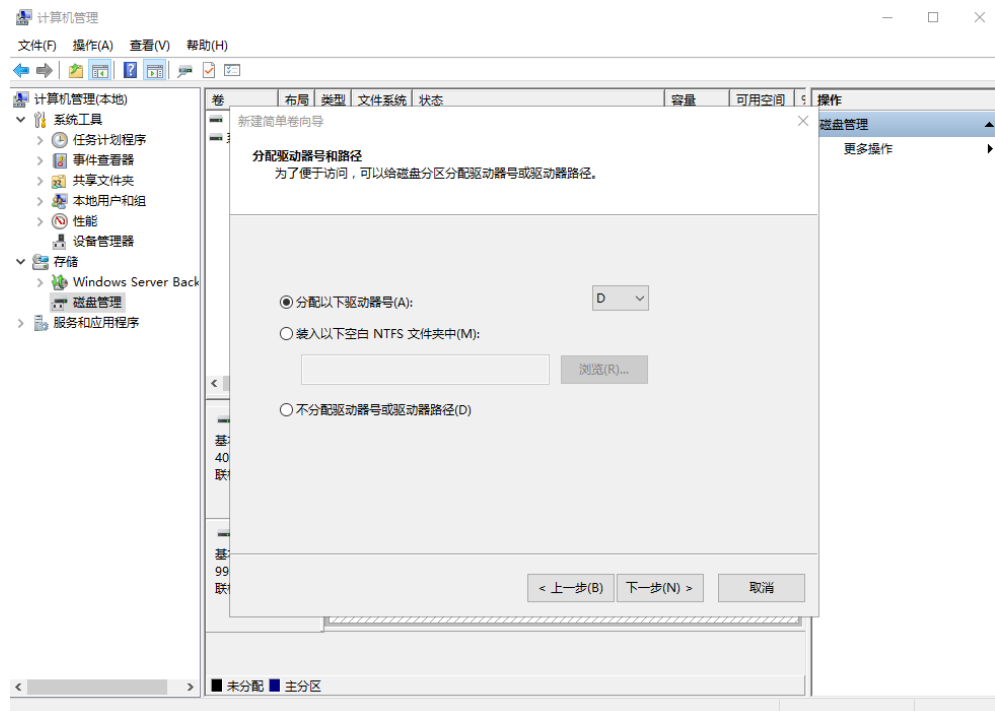 计算机管理
文件(F) 操作(A) 查看(V) 帮助(H)
计算机管理(本地)
系统工具
任务计划程序
事件查看器
共享文件夹
本地用户和组
性能
设备管理器
存储
Windows Server Back
磁盘管理
服务和应用程序
卷 布局 类型 文件系统 状态 容量 可用空间
新建简单卷向导
分配驱动器号和路径
为了便于访问，可以给磁盘分区分配驱动器号或驱动器路径。
分配以下驱动器号(A): D
装入以下空白 NTFS 文件夹中(M):
浏览(R)...
不分配驱动器号或驱动器路径(D)
< 上一步(B) 下一步(N) > 取消
40
99
未分配 主分区
操作
磁盘管理
更多操作